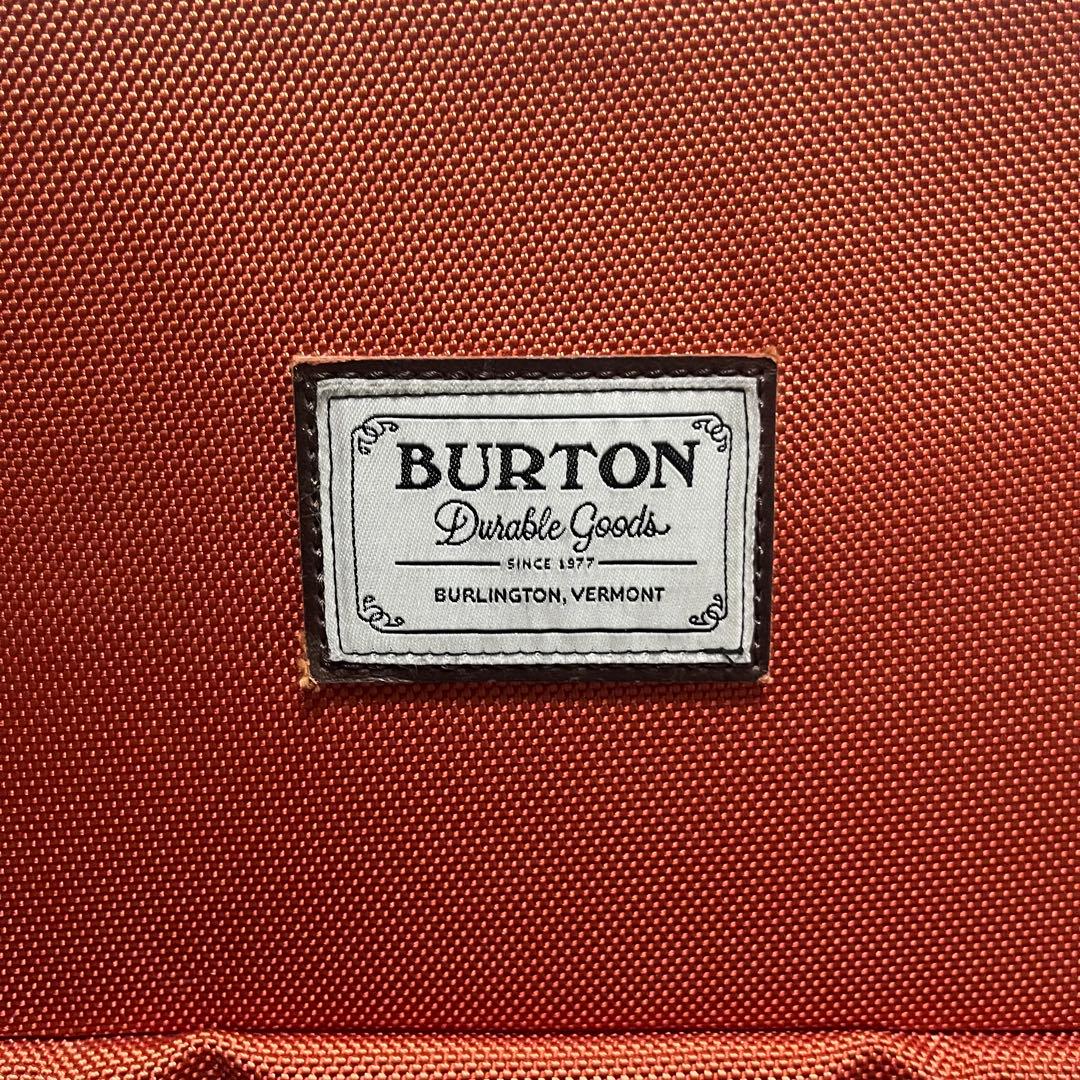 BURTON
Durable Goods
SINCE 1977
BURLINGTON, VERMONT